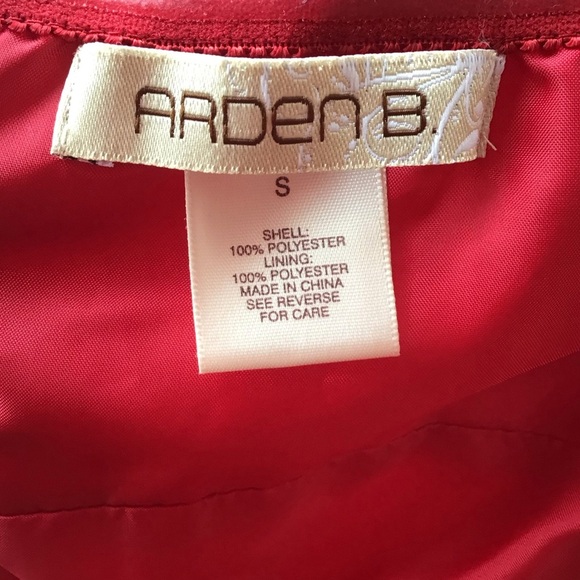 ARDen B.
S
SHELL:
100% POLYESTER
LINING:
100% POLYESTER
MADE IN CHINA
SEE REVERSE
FOR CARE